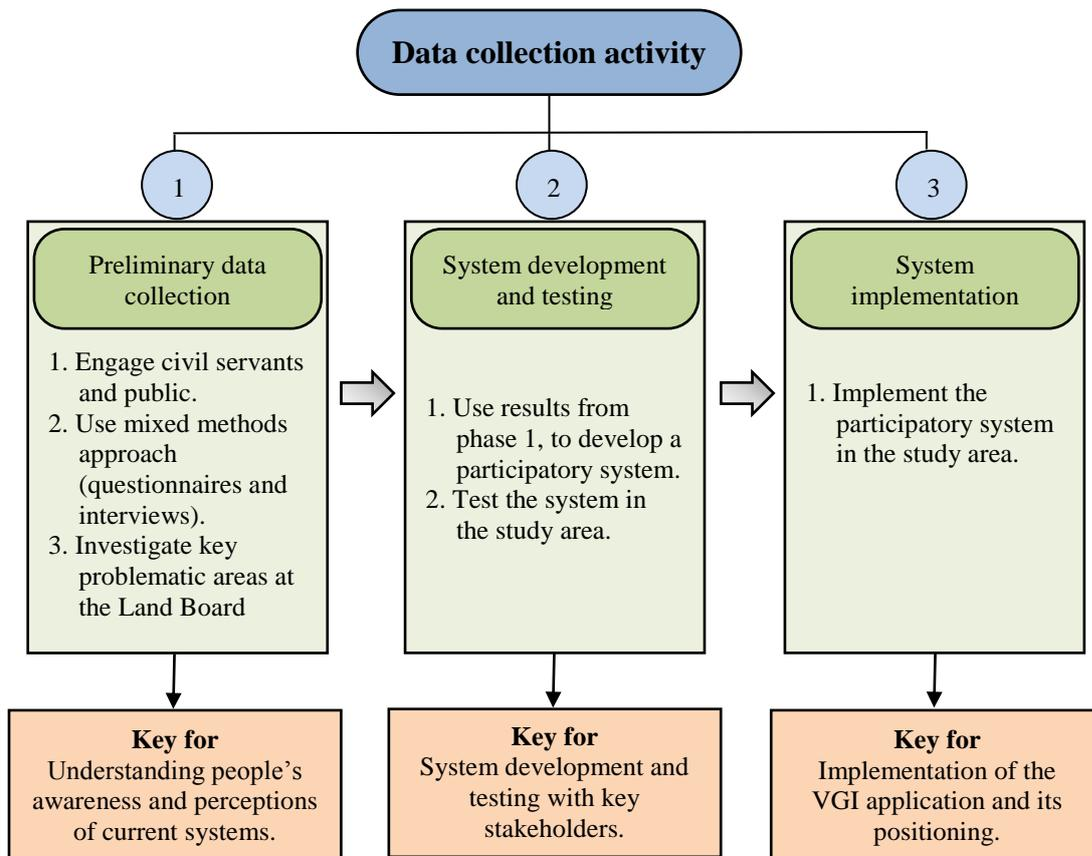 Data collection activity
1
2
3
Preliminary data
collection
1. Engage civil servants
and public.
2. Use mixed methods
approach
(questionnaires and
interviews).
3. Investigate key
problematic areas at
the Land Board
System development
and testing
1. Use results from
phase 1, to develop a
participatory system.
2. Test the system in
the study area.
System
implementation
1. Implement the
participatory system
in the study area.
Key for
Understanding people’s
awareness and perceptions
of current systems.
Key for
System development and
testing with key
stakeholders.
Key for
Implementation of the
VGI application and its
positioning.